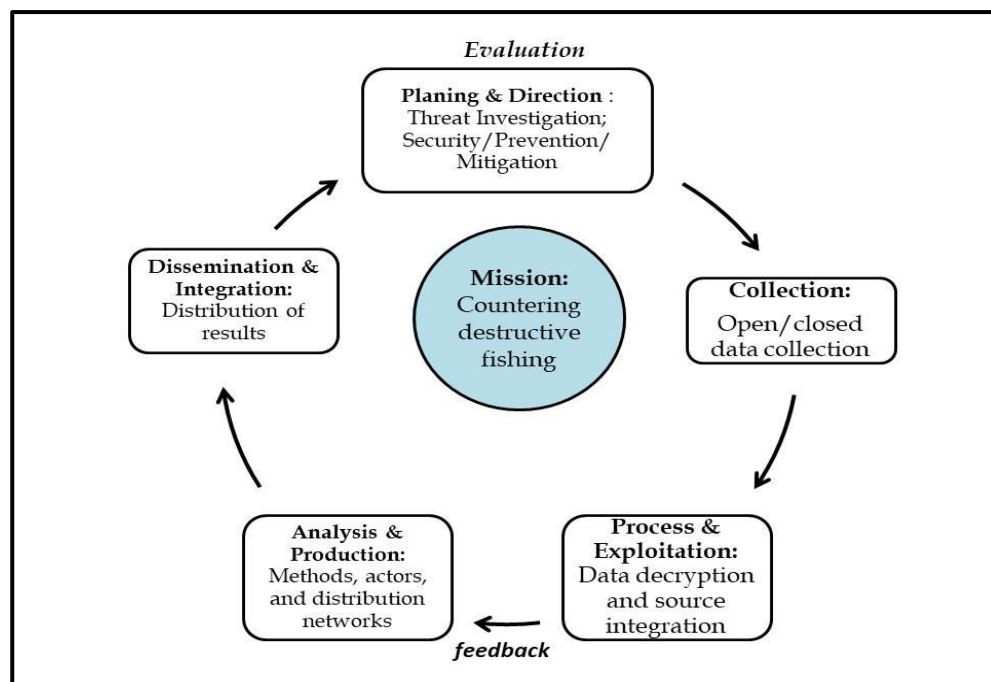 Evaluation
Planing & Direction :
Threat Investigation;
Security/Prevention/
Mitigation
Dissemination &
Integration:
Distribution of
results
Mission:
Countering
destructive
fishing
Collection:
Open/closed
data collection
Analysis &
Production:
Methods, actors,
and distribution
networks
Process &
Exploitation:
Data decryption
and source
integration
feedback